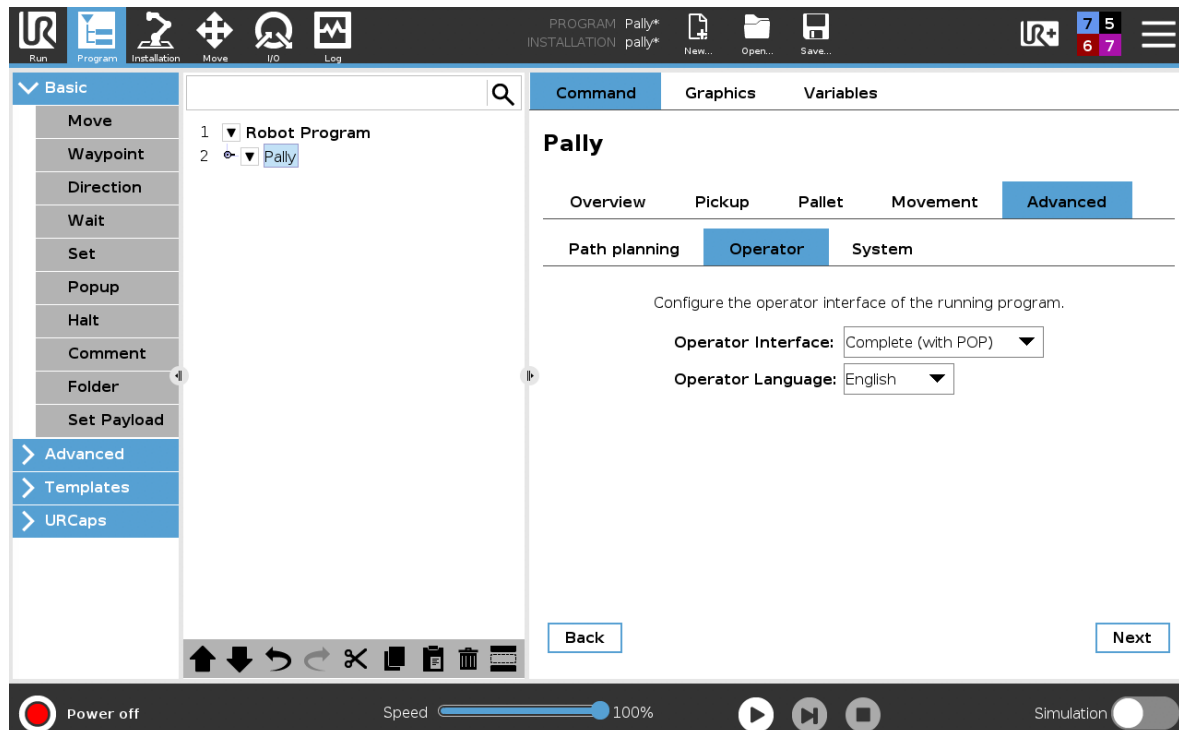 PROGRAM Pally*
INSTALLATION pally*
Run Program Installation Move I/O Log New... Open... Save...
UR+
7 5
6 7
Basic
Move
Waypoint
Direction
Wait
Set
Popup
Halt
Comment
Folder
Set Payload
Advanced
Templates
URCaps
1 Robot Program
2 Pally
Command Graphics Variables
Pally
Overview Pickup Pallet Movement Advanced
Path planning Operator System
Configure the operator interface of the running program.
Operator Interface: Complete (with POP)
Operator Language: English
Back Next
Power off Speed 100% Simulation